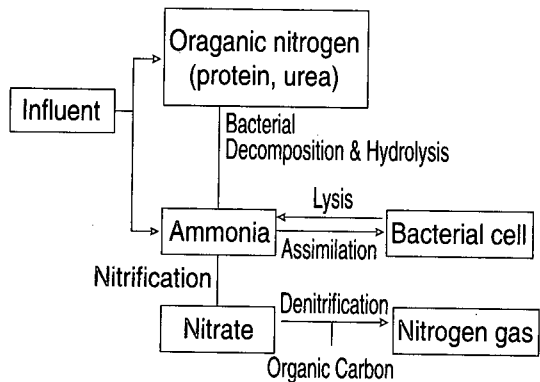 Oraganic nitrogen
(protein, urea)
Influent
Bacterial
Decomposition & Hydrolysis
Lysis
Ammonia
Bacterial cell
Assimilation
Nitrification
Denitrification
Nitrate
Nitrogen gas
Organic Carbon